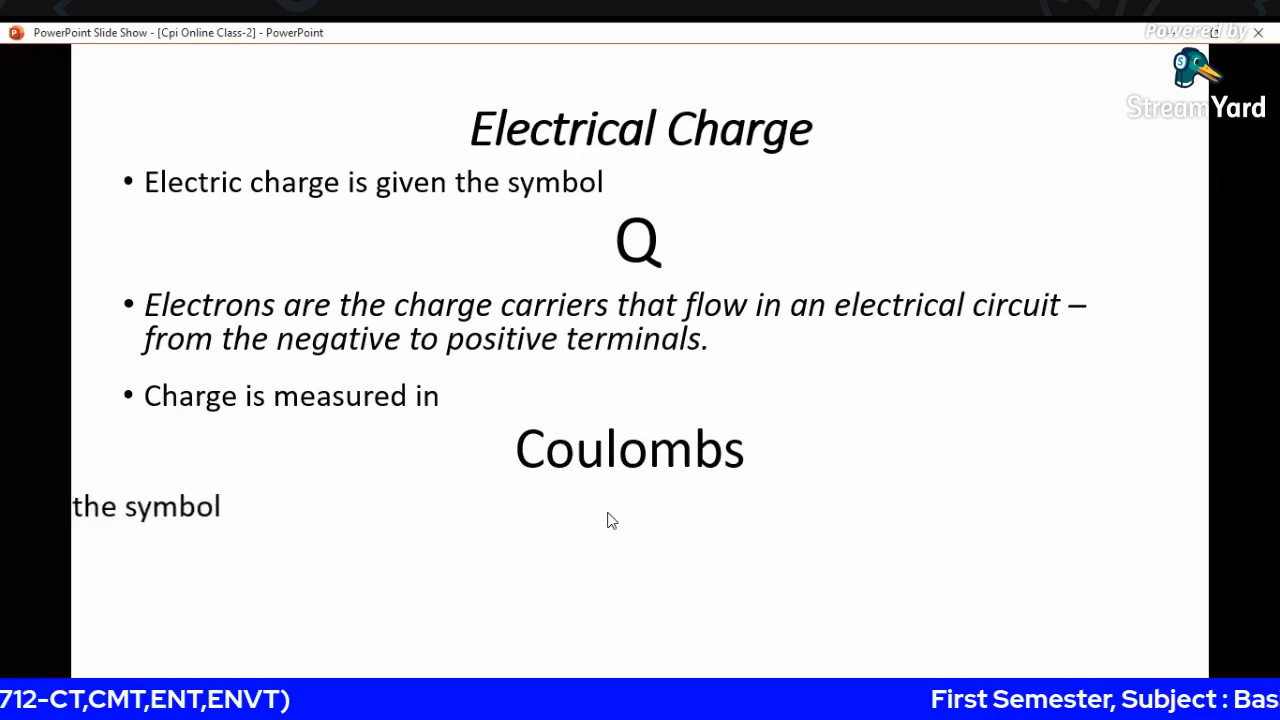 PowerPoint Slide Show - [Cpi Online Class-2] - PowerPoint
Powered by
StreamYard
Electrical Charge
• Electric charge is given the symbol
Q
• Electrons are the charge carriers that flow in an electrical circuit –
from the negative to positive terminals.
• Charge is measured in
Coulombs
the symbol
712-CT,CMT,ENT,ENVT)
First Semester, Subject : Bas